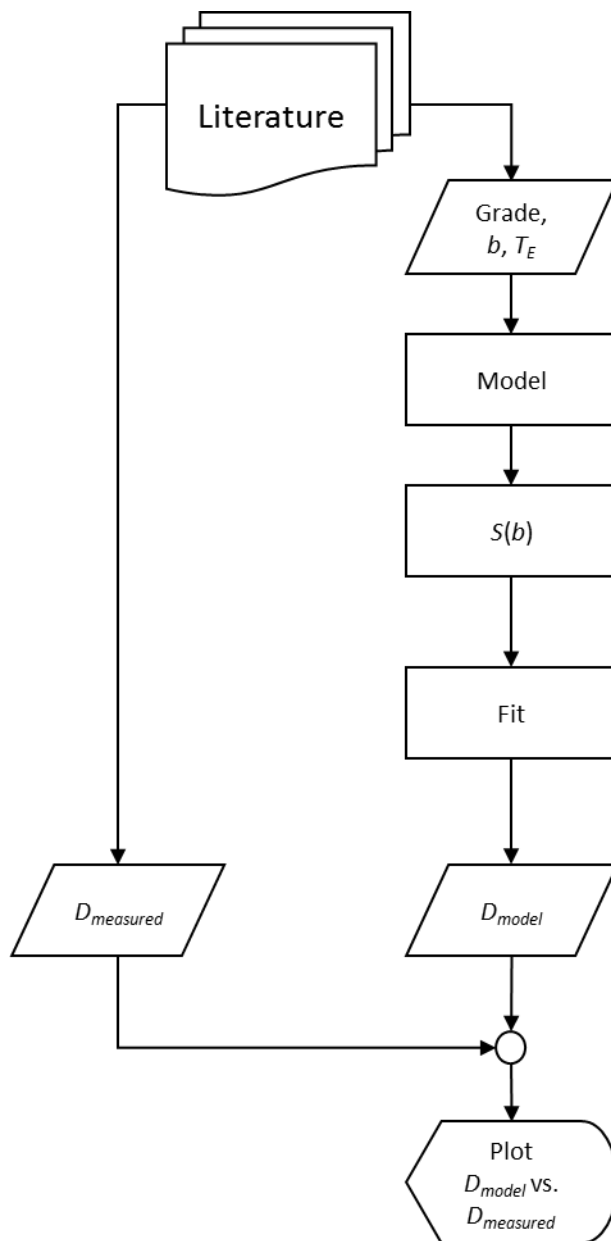 Literature
Grade,
b, T_E
Model
S(b)
Fit
D_measured
D_model
Plot
D_model vs.
D_measured